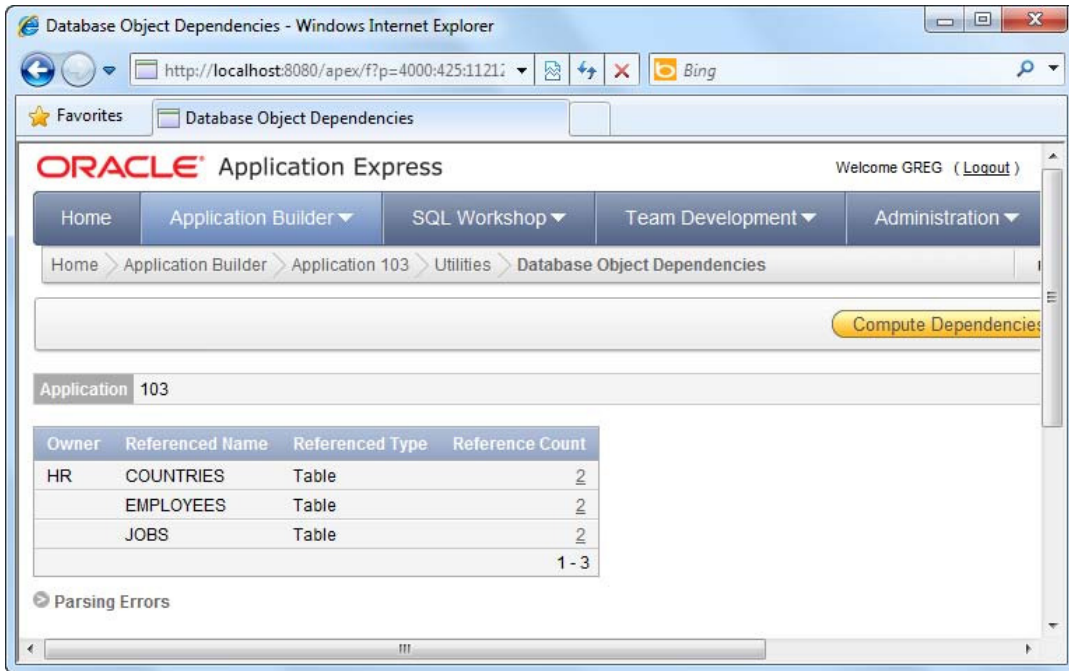 Database Object Dependencies - Windows Internet Explorer
http://localhost:8080/apex/f?p=4000:425:11212
Bing
Favorites
Database Object Dependencies
ORACLE Application Express
Welcome GREG ( Logout )
Home Application Builder SQL Workshop Team Development Administration
Home Application Builder Application 103 Utilities Database Object Dependencies
Compute Dependencies
Application 103
Owner Referenced Name Referenced Type Reference Count
HR COUNTRIES Table 2
EMPLOYEES Table 2
JOBS Table 2
1 - 3
Parsing Errors